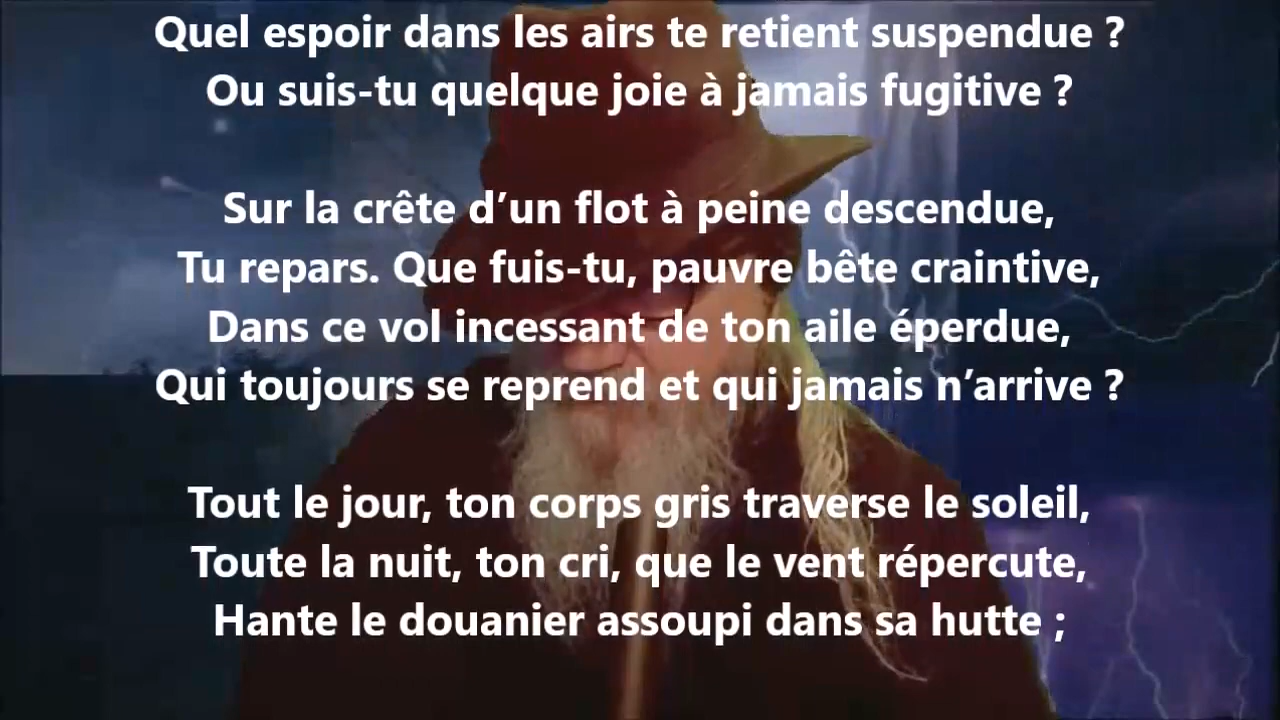 Quel espoir dans les airs te retient suspendue ?
Ou suis-tu quelque joie à jamais fugitive ?
Sur la crête d’un flot à peine descendue,
Tu repars. Que fuis-tu, pauvre bête craintive,
Dans ce vol incessant de ton aile éperdue,
Qui toujours se reprend et qui jamais n’arrive ?
Tout le jour, ton corps gris traverse le soleil,
Toute la nuit, ton cri, que le vent répercute,
Hante le douanier assoupi dans sa hutte ;